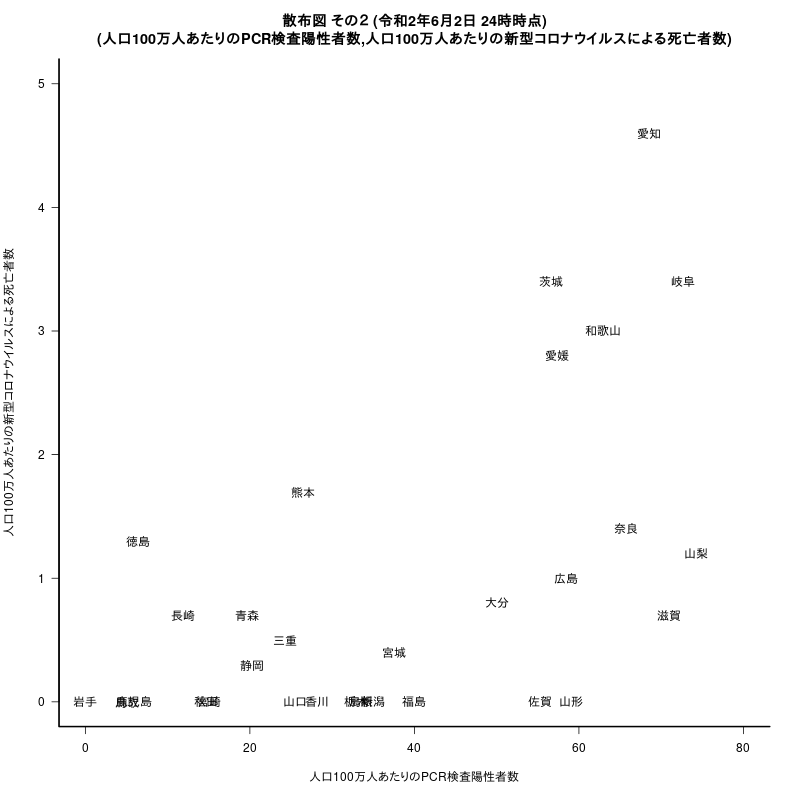 散布図 その２ (令和2年6月2日 24時時点)
(人口100万人あたりのPCR検査陽性者数,人口100万人あたりの新型コロナウイルスによる死亡者数)
人口100万人あたりの新型コロナウイルスによる死亡者数
5
愛知
4
茨城 岐阜
3 和歌山
愛媛
2
熊本
奈良
徳島
山梨
1 広島
大分
長崎 青森 滋賀
三重
宮城
静岡
0 岩手 山口 香川 福島 佐賀 山形
0 20 40 60 80
人口100万人あたりのPCR検査陽性者数